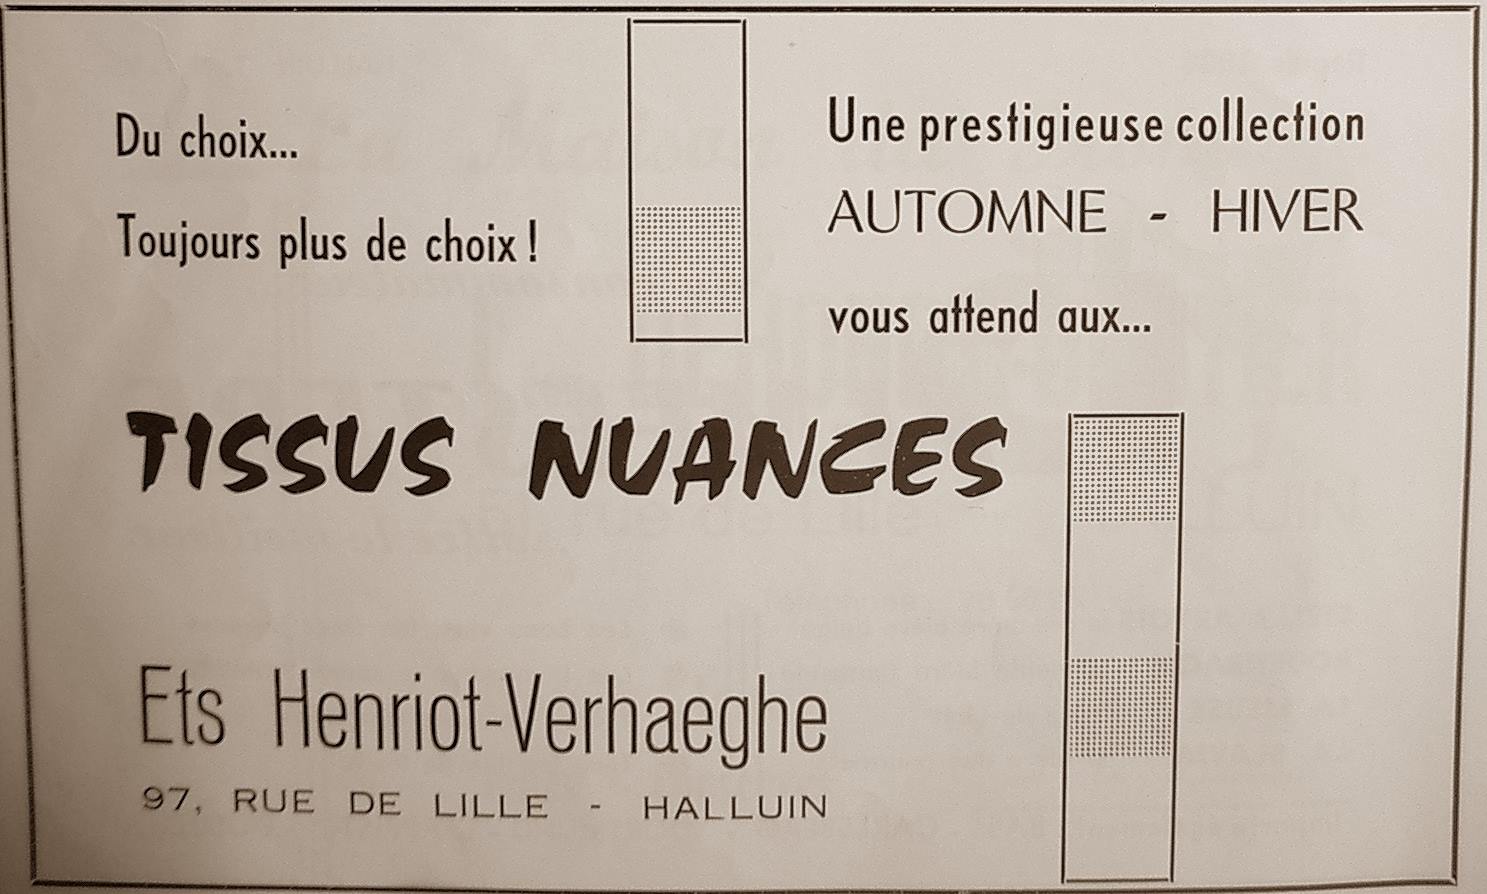 Du choix...
Toujours plus de choix !
Une prestigieuse collection
AUTOMNE - HIVER
vous attend aux...
TISSUS NUANCES
Ets Henriot-Verhaeghe
97, RUE DE LILLE - HALLUIN